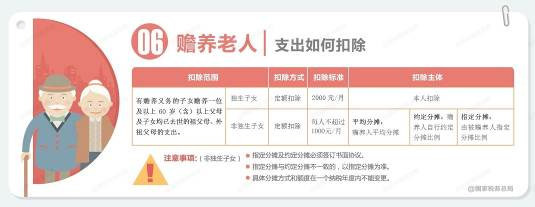 06 赡养老人 支出如何扣除
扣除范围 扣除方式 扣除标准 扣除主体
有赡养义务的子女赡养一位
及以上 60 岁（含）以上父母
及子女均已去世的祖父母、外
祖父母的支出。
独生子女 定额扣除 2000 元/月 本人扣除
非独生子女 定额扣除
每人不超过
1000元/月
平均分摊：
赡养人平均分摊
约定分摊：赡
养人自行约定
分摊比例
指定分摊：
由被赡养人指定
分摊比例
注意事项：（非独生子女）
指定分摊及约定分摊必须签订书面协议。
指定分摊与约定分摊不一致的，以指定分摊为准。
具体分摊方式和额度在一个纳税年度内不能变更。
@国家税务总局